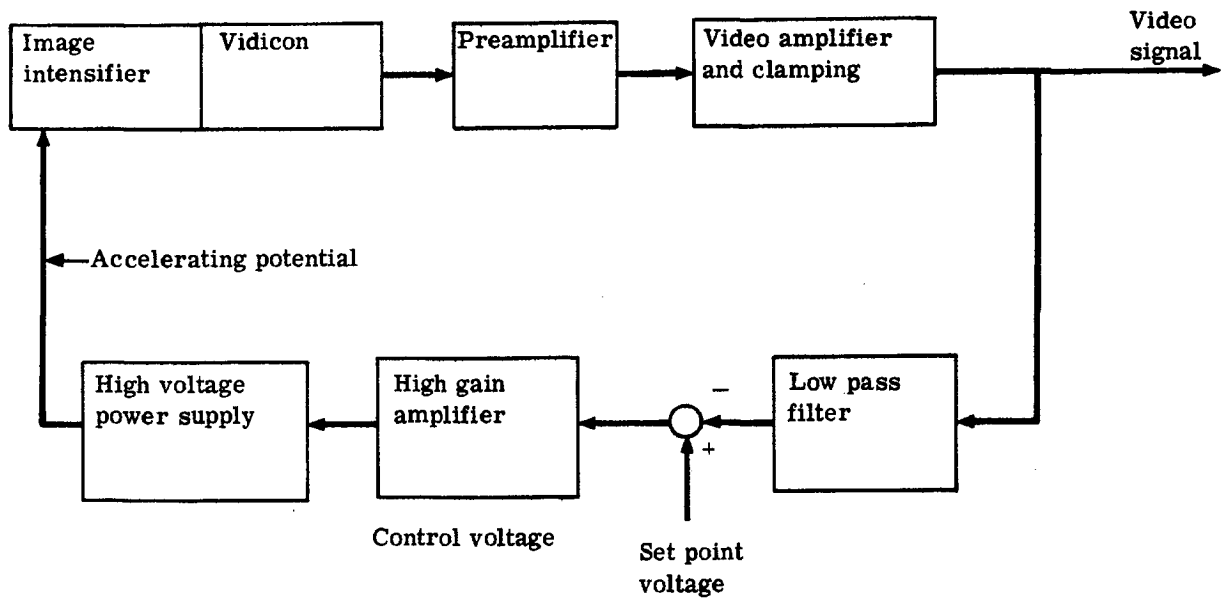 Image
intensifier
Vidicon
Preamplifier
Video amplifier
and clamping
Video
signal
Accelerating potential
High voltage
power supply
High gain
amplifier
−
+
Low pass
filter
Control voltage
Set point
voltage